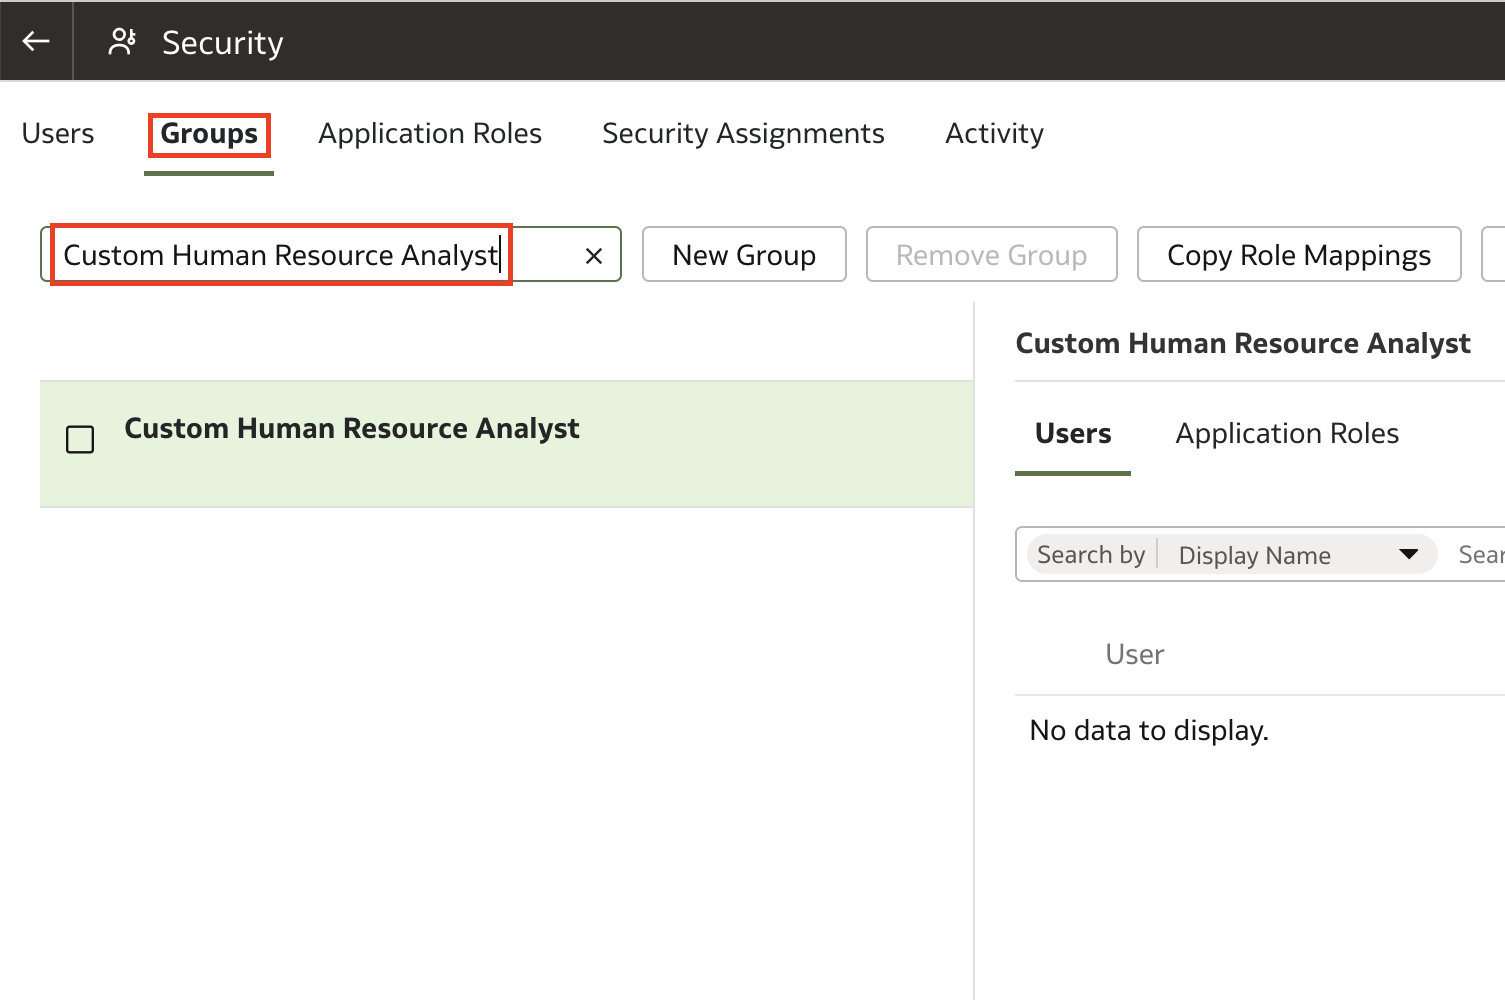 Security
Users Groups Application Roles Security Assignments Activity
Custom Human Resource Analyst New Group Remove Group Copy Role Mappings
Custom Human Resource Analyst
Custom Human Resource Analyst
Users Application Roles
Search by Display Name
User
No data to display.